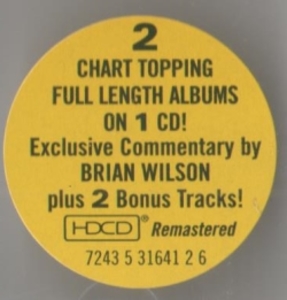 2
CHART TOPPING
FULL LENGTH ALBUMS
ON 1 CD!
Exclusive Commentary by
BRIAN WILSON
plus 2 Bonus Tracks!
HDCD® Remastered
7243 5 31641 2 6